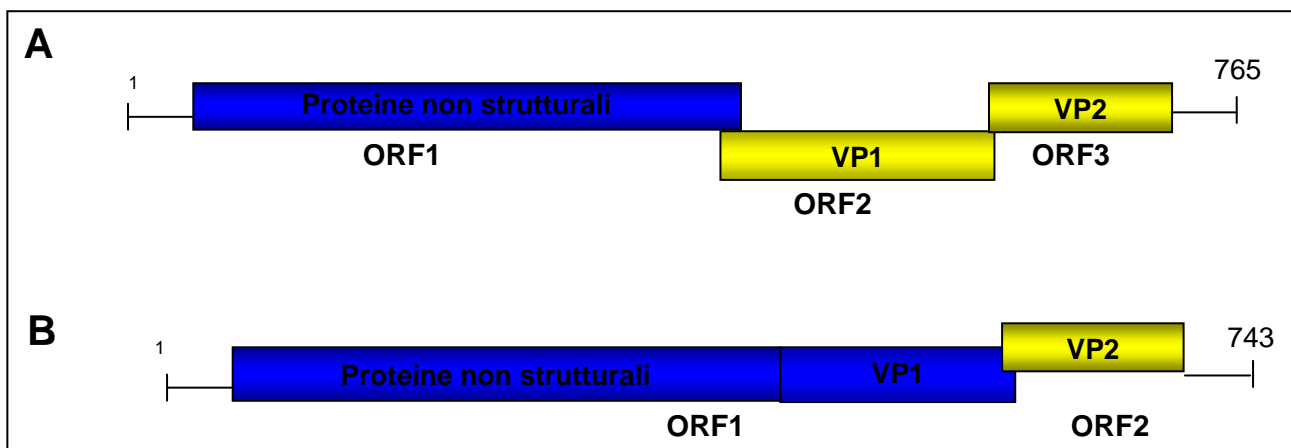 A
1
765
Proteine non strutturali
VP2
ORF1
VP1
ORF3
ORF2
B
1
743
VP2
Proteine non strutturali
VP1
ORF1
ORF2